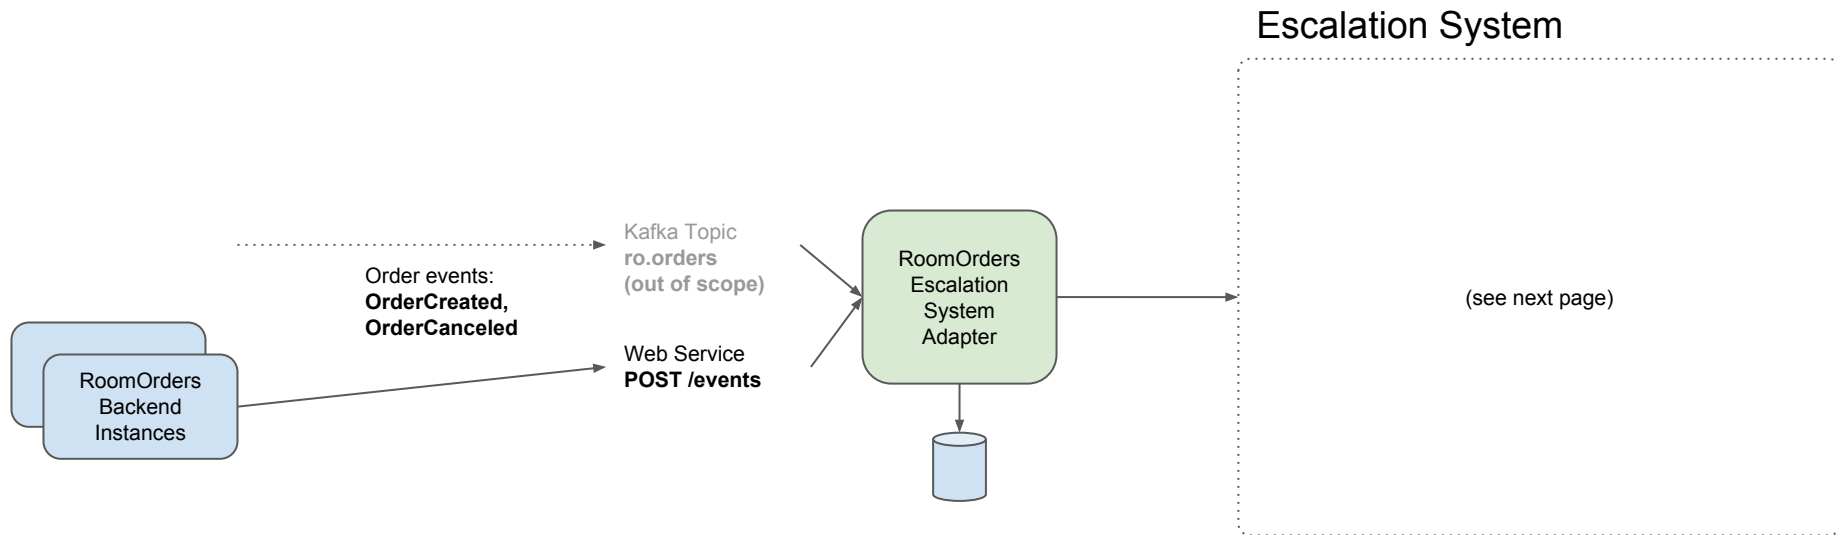 Escalation System
Kafka Topic
ro.orders
(out of scope)
Order events:
OrderCreated,
OrderCanceled
Web Service
POST /events
RoomOrders
Backend
Instances
RoomOrders
Escalation
System
Adapter
(see next page)